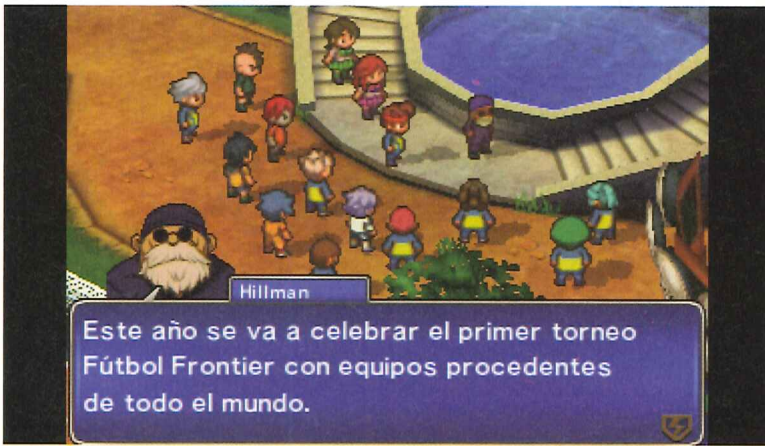 Hillman
Este año se va a celebrar el primer torneo
Fútbol Frontier con equipos procedentes
de todo el mundo.